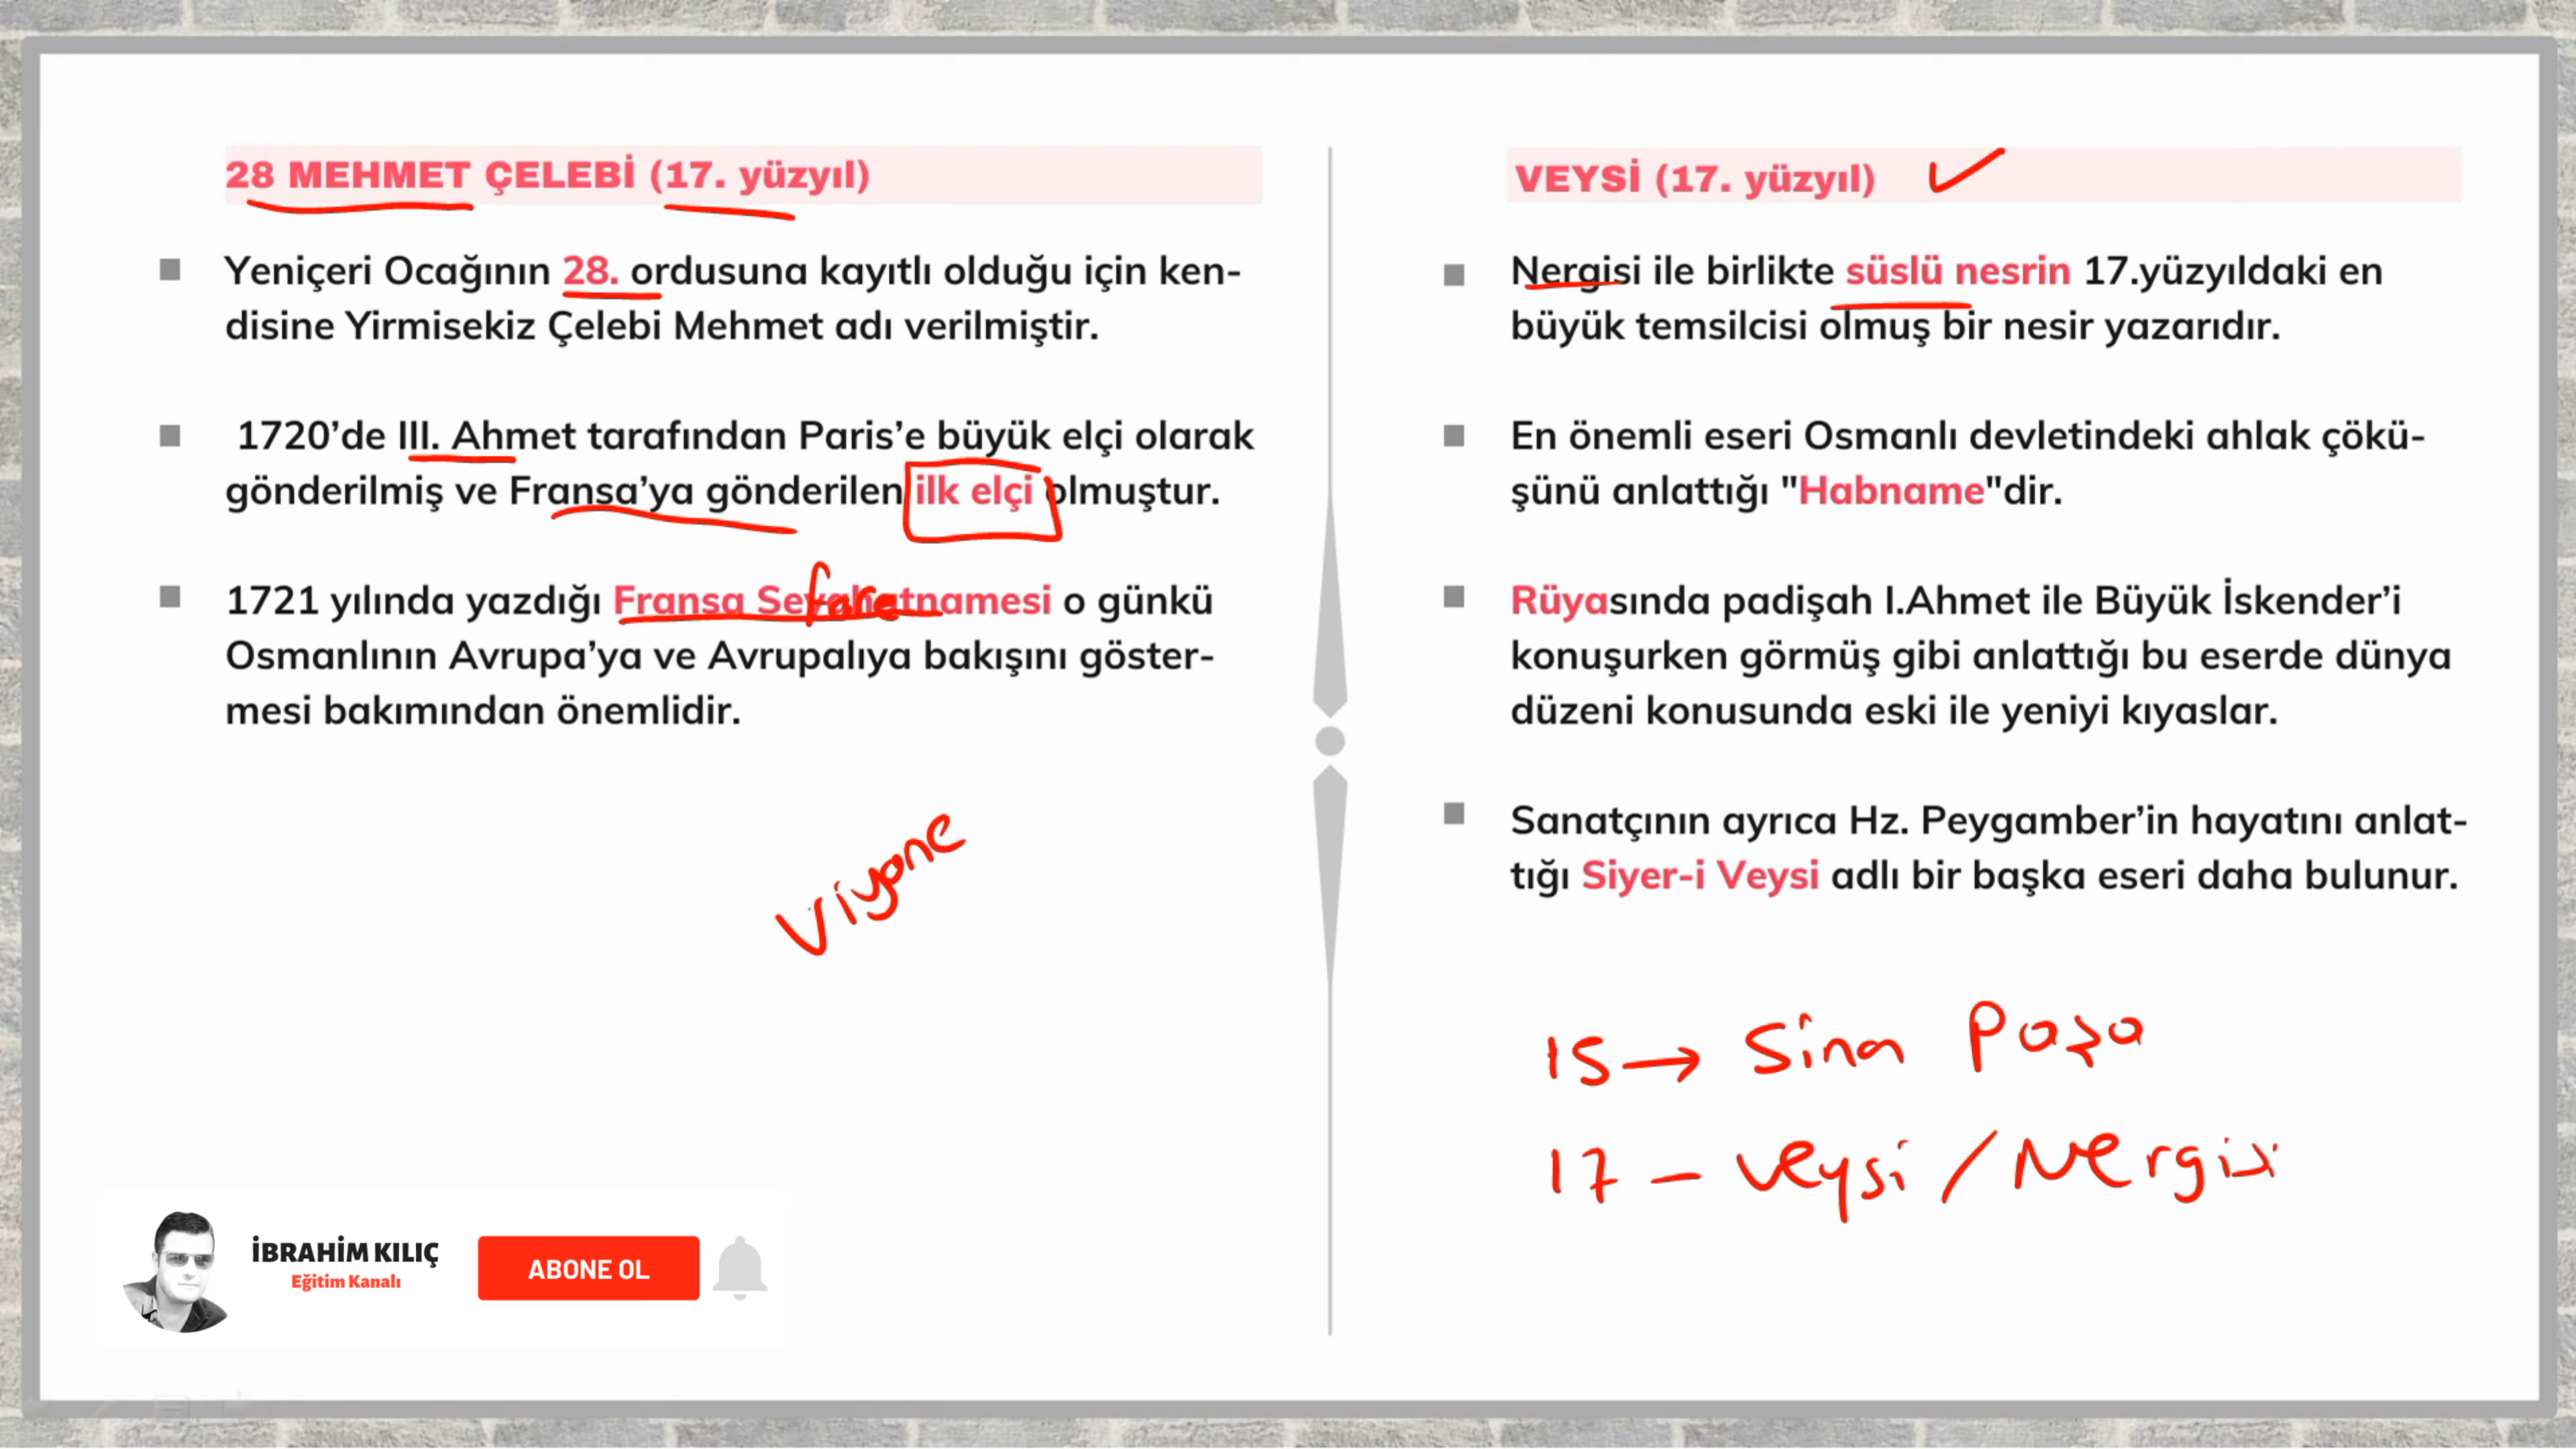 28 MEHMET ÇELEBİ (17. yüzyıl)
Yeniçeri Ocağının 28. ordusuna kayıtlı olduğu için ken-
disine Yirmisekiz Çelebi Mehmet adı verilmiştir.
1720’de III. Ahmet tarafından Paris’e büyük elçi olarak
gönderilmiş ve Fransa’ya gönderilen ilk elçi olmuştur.
fare
1721 yılında yazdığı Fransa Seyahatnamesi o günkü
Osmanlının Avrupa’ya ve Avrupalıya bakışını göster-
mesi bakımından önemlidir.
Viyane
İBRAHİM KILIÇ
Eğitim Kanalı
ABONE OL
VEYSİ (17. yüzyıl)
Nergisi ile birlikte süslü nesrin 17.yüzyıldaki en
büyük temsilcisi olmuş bir nesir yazarıdır.
En önemli eseri Osmanlı devletindeki ahlak çökü-
şünü anlattığı "Habname"dir.
Rüyasında padişah I.Ahmet ile Büyük İskender’i
konuşurken görmüş gibi anlattığı bu eserde dünya
düzeni konusunda eski ile yeniyi kıyaslar.
Sanatçının ayrıca Hz. Peygamber’in hayatını anlat-
tığı Siyer-i Veysi adlı bir başka eseri daha bulunur.
15 → Sinan Paşa
17 – Veysi / Nergisi